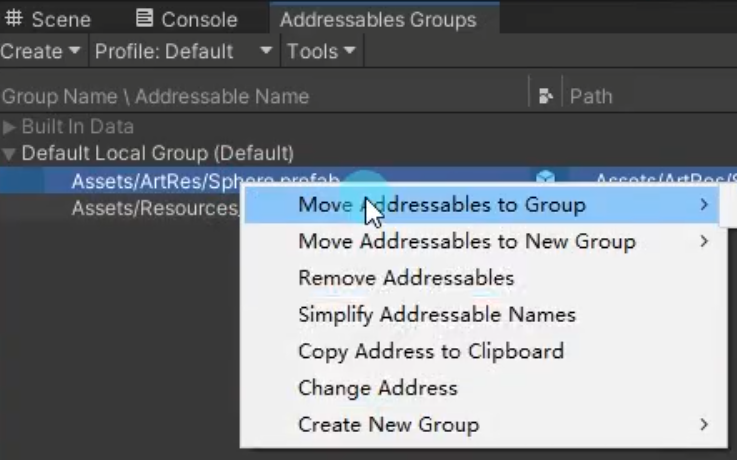 Scene Console Addressables Groups
Create Profile: Default Tools
Group Name \ Addressable Name Path
Built In Data
Default Local Group (Default)
Assets/ArtRes/Sphere.prefab Assets/ArtRes/S
Assets/Resources
Move Addressables to Group
Move Addressables to New Group
Remove Addressables
Simplify Addressable Names
Copy Address to Clipboard
Change Address
Create New Group